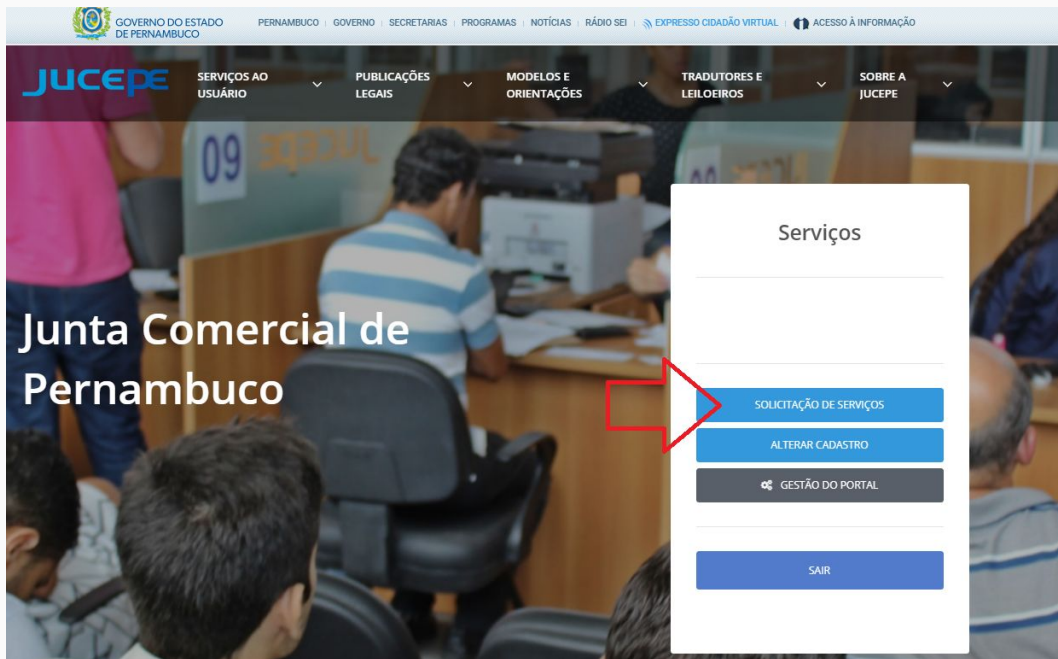 GOVERNO DO ESTADO
DE PERNAMBUCO
PERNAMBUCO | GOVERNO | SECRETARIAS | PROGRAMAS | NOTÍCIAS | RÁDIO SEI | EXPRESSO CIDADÃO VIRTUAL | ACESSO À INFORMAÇÃO
JUCEPE
SERVIÇOS AO
USUÁRIO
PUBLICAÇÕES
LEGAIS
MODELOS E
ORIENTAÇÕES
TRADUTORES E
LEILOEIROS
SOBRE A
JUCEPE
09
Serviços
Junta Comercial de
Pernambuco
SOLICITAÇÃO DE SERVIÇOS
ALTERAR CADASTRO
GESTÃO DO PORTAL
SAIR